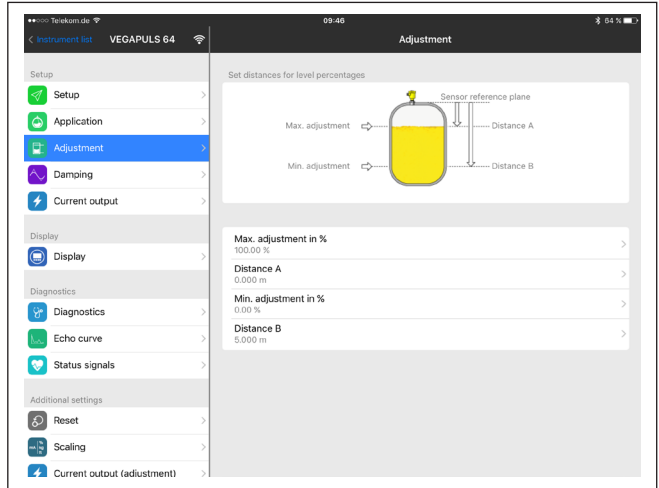 ●●○○○ Telekom.de
09:46
64 %
< Instrument list
VEGAPULS 64
Adjustment
Setup
Setup
Application
Adjustment
Damping
Current output
Display
Display
Diagnostics
Diagnostics
Echo curve
Status signals
Additional settings
Reset
Scaling
Current output (adjustment)
Set distances for level percentages
Sensor reference plane
Max. adjustment
Distance A
Min. adjustment
Distance B
Max. adjustment in %
100.00 %
Distance A
0.000 m
Min. adjustment in %
0.00 %
Distance B
5.000 m